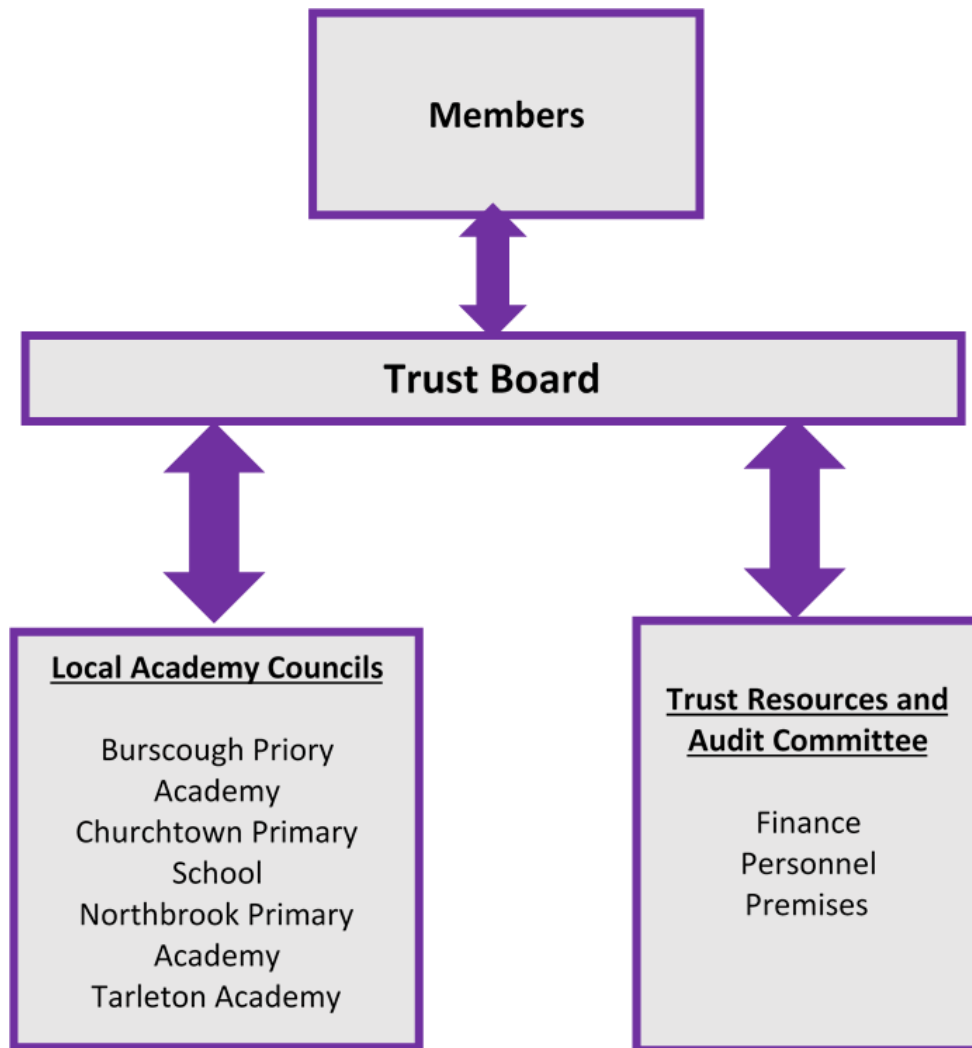 Members
Trust Board
Local Academy Councils
Burscough Priory
Academy
Churchtown Primary
School
Northbrook Primary
Academy
Tarleton Academy
Trust Resources and
Audit Committee
Finance
Personnel
Premises